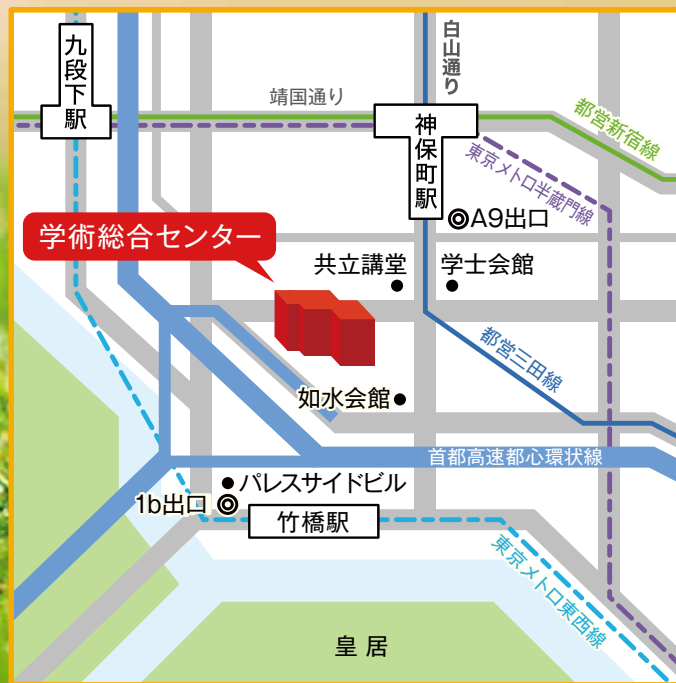 九段下駅
白山通り
靖国通り
神保町駅
都営新宿線
東京メトロ半蔵門線
A9出口
学術総合センター
共立講堂
学士会館
都営三田線
如水会館
首都高速都心環状線
パレスサイドビル
1b出口
竹橋駅
東京メトロ東西線
皇居